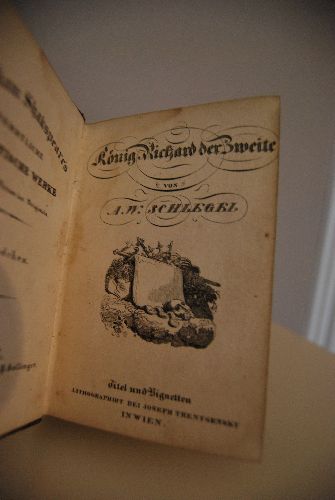 Shakspeare's
WERKE
König Richard der Zweite
VON
A.W. SCHLEGEL
Titel und Vignetten
LITHOGRAPHIRT BEI JOSEPH TRENTSENSKY
IN WIEN.